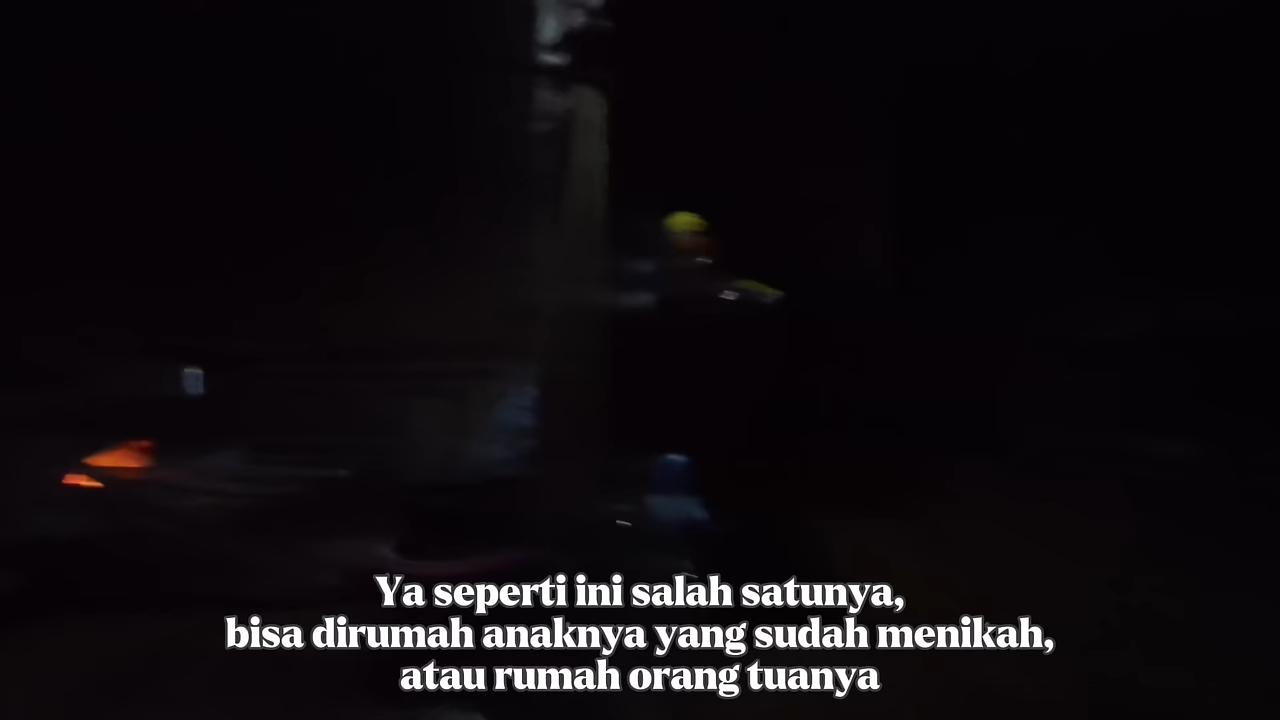 Ya seperti ini salah satunya,
bisa dirumah anaknya yang sudah menikah,
atau rumah orang tuanya